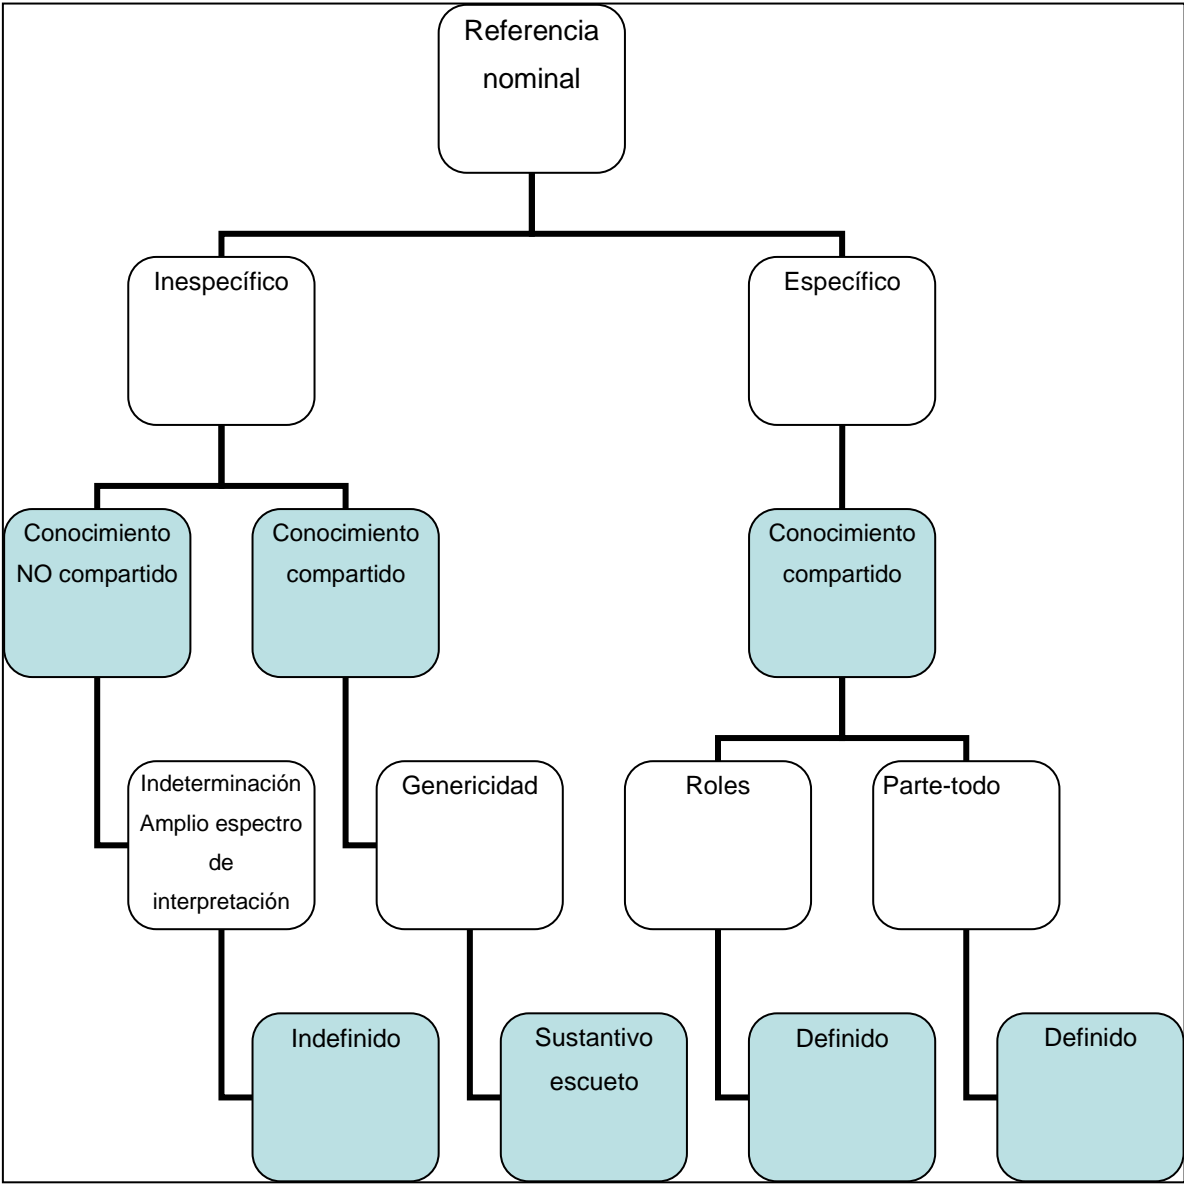 Referencia
nominal
Inespecífico
Específico
Conocimiento
NO compartido
Conocimiento
compartido
Conocimiento
compartido
Indeterminación
Amplio espectro
de
interpretación
Genericidad
Roles
Parte-todo
Indefinido
Sustantivo
escueto
Definido
Definido